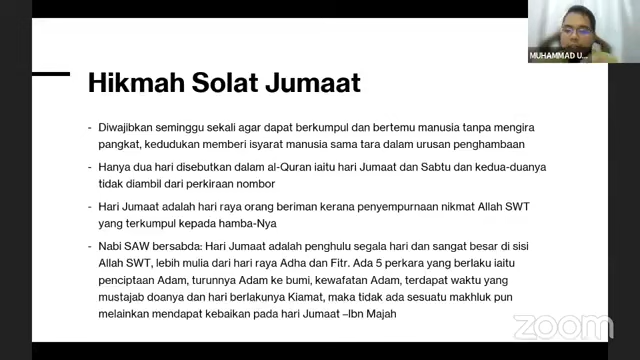 MUHAMMAD U...
Hikmah Solat Jumaat
- Diwajibkan seminggu sekali agar dapat berkumpul dan bertemu manusia tanpa mengira
pangkat, kedudukan memberi isyarat manusia sama tara dalam urusan penghambaan
- Hanya dua hari disebutkan dalam al-Quran iaitu hari Jumaat dan Sabtu dan kedua-duanya
tidak diambil dari perkiraan nombor
- Hari Jumaat adalah hari raya orang beriman kerana penyempurnaan nikmat Allah SWT
yang terkumpul kepada hamba-Nya
- Nabi SAW bersabda: Hari Jumaat adalah penghulu segala hari dan sangat besar di sisi
Allah SWT, lebih mulia dari hari raya Adha dan Fitr. Ada 5 perkara yang berlaku iaitu
penciptaan Adam, turunnya Adam ke bumi, kewafatan Adam, terdapat waktu yang
mustajab doanya dan hari berlakunya Kiamat, maka tidak ada sesuatu makhluk pun
melainkan mendapat kebaikan pada hari Jumaat –Ibn Majah
zoom